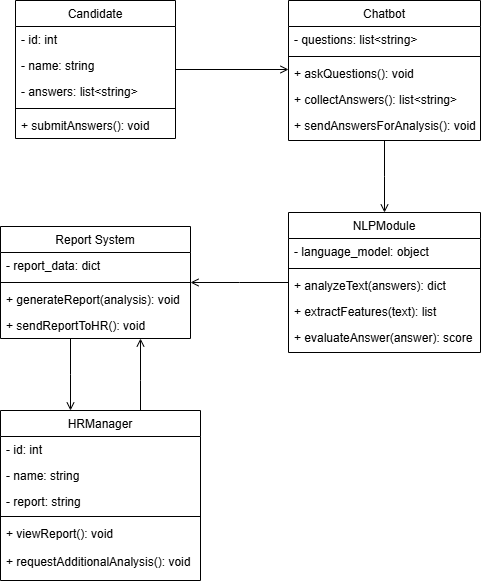 Candidate
- id: int
- name: string
- answers: list<string>
+ submitAnswers(): void
Chatbot
- questions: list<string>
+ askQuestions(): void
+ collectAnswers(): list<string>
+ sendAnswersForAnalysis(): void
NLPModule
- language_model: object
+ analyzeText(answers): dict
+ extractFeatures(text): list
+ evaluateAnswer(answer): score
Report System
- report_data: dict
+ generateReport(analysis): void
+ sendReportToHR(): void
HRManager
- id: int
- name: string
- report: string
+ viewReport(): void
+ requestAdditionalAnalysis(): void